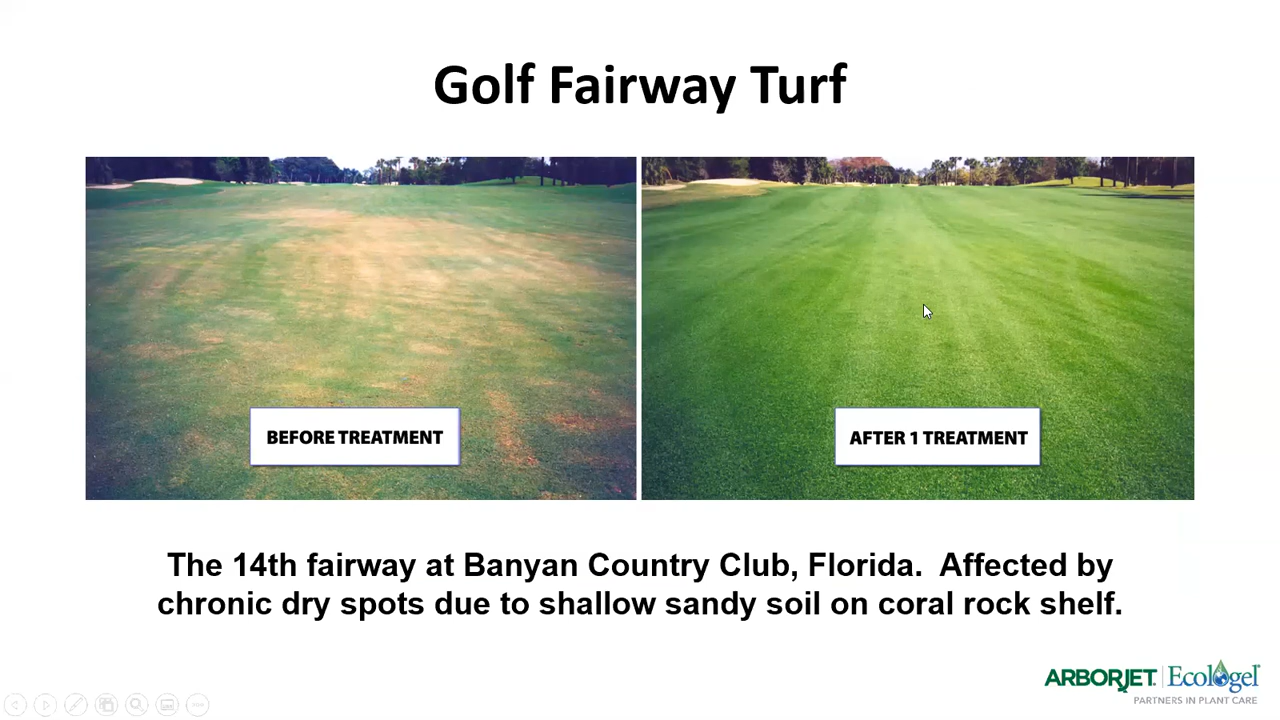 Golf Fairway Turf
BEFORE TREATMENT
AFTER 1 TREATMENT
The 14th fairway at Banyan Country Club, Florida.  Affected by
chronic dry spots due to shallow sandy soil on coral rock shelf.
ARBORJET Ecologel
PARTNERS IN PLANT CARE